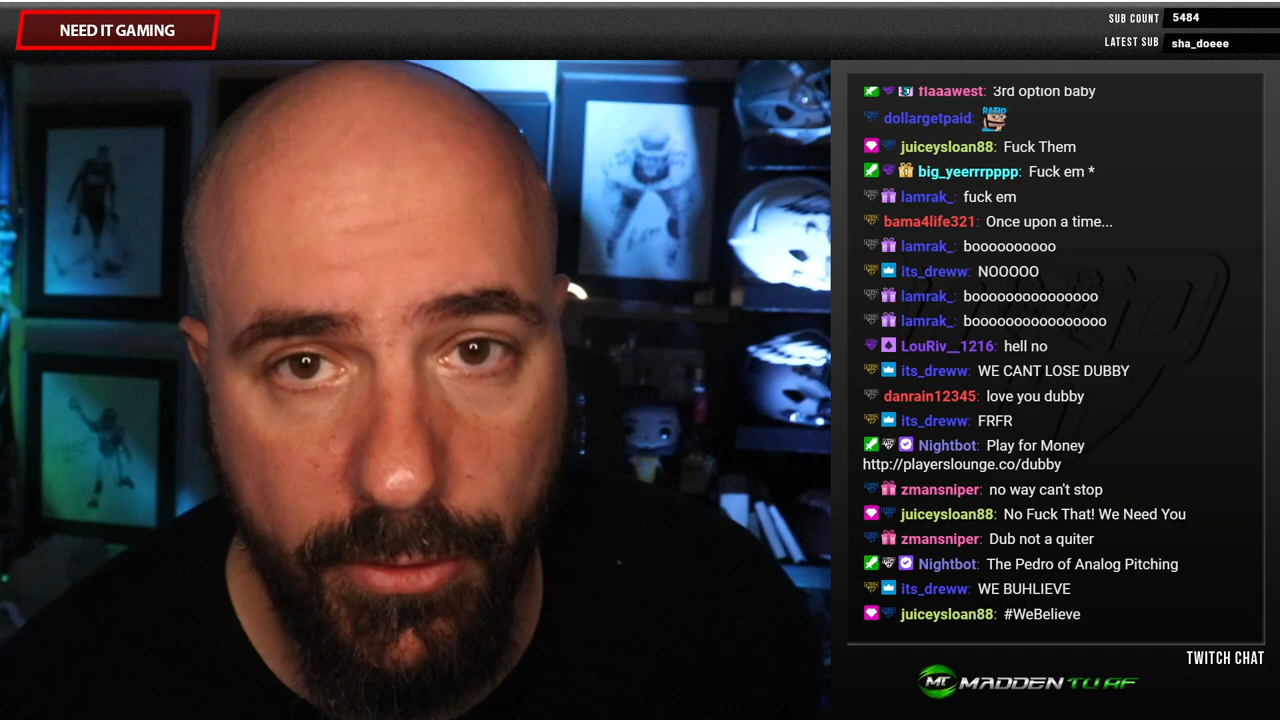 NEED IT GAMING
SUB COUNT 5484
LATEST SUB sha_doeee
flaaawest: 3rd option baby
dollargetpaid:
juiceysloan88: Fuck Them
big_yeerrrpppp: Fuck em *
lamrak_: fuck em
bama4life321: Once upon a time...
lamrak_: boooooooooo
its_dreww: NOOOOO
lamrak_: booooooooooooooo
lamrak_: boooooooooooooooo
LouRiv__1216: hell no
its_dreww: WE CANT LOSE DUBBY
danrain12345: love you dubby
its_dreww: FRFR
Nightbot: Play for Money
http://playerslounge.co/dubby
zmansniper: no way can't stop
juiceysloan88: No Fuck That! We Need You
zmansniper: Dub not a quiter
Nightbot: The Pedro of Analog Pitching
its_dreww: WE BUHLIEVE
juiceysloan88: #WeBelieve
TWITCH CHAT
MT MADDEN TURF